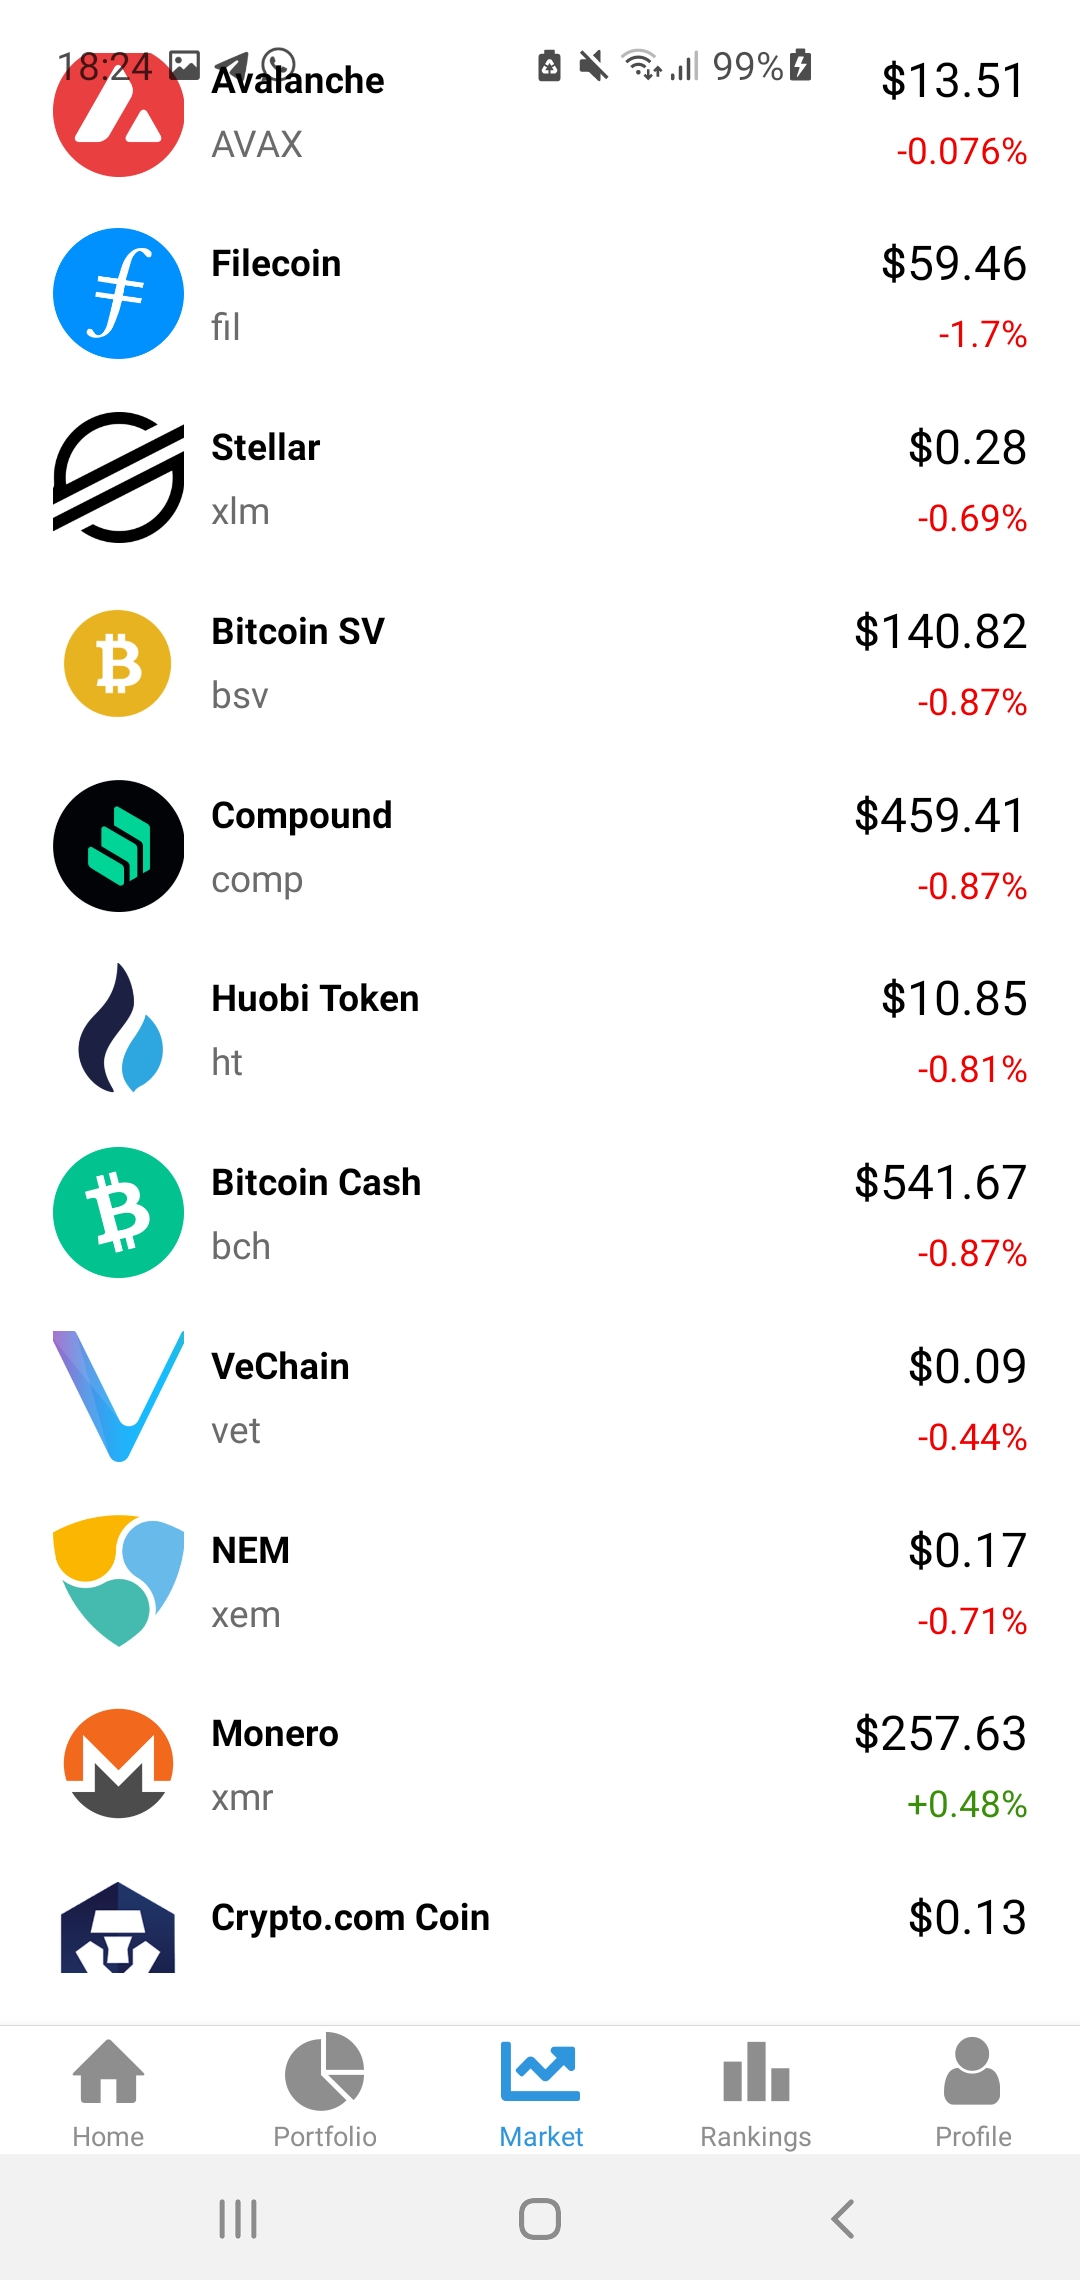 18:24 99%
Avalanche $13.51
AVAX -0.076%
Filecoin $59.46
fil -1.7%
Stellar $0.28
xlm -0.69%
Bitcoin SV $140.82
bsv -0.87%
Compound $459.41
comp -0.87%
Huobi Token $10.85
ht -0.81%
Bitcoin Cash $541.67
bch -0.87%
VeChain $0.09
vet -0.44%
NEM $0.17
xem -0.71%
Monero $257.63
xmr +0.48%
Crypto.com Coin $0.13
Home Portfolio Market Rankings Profile